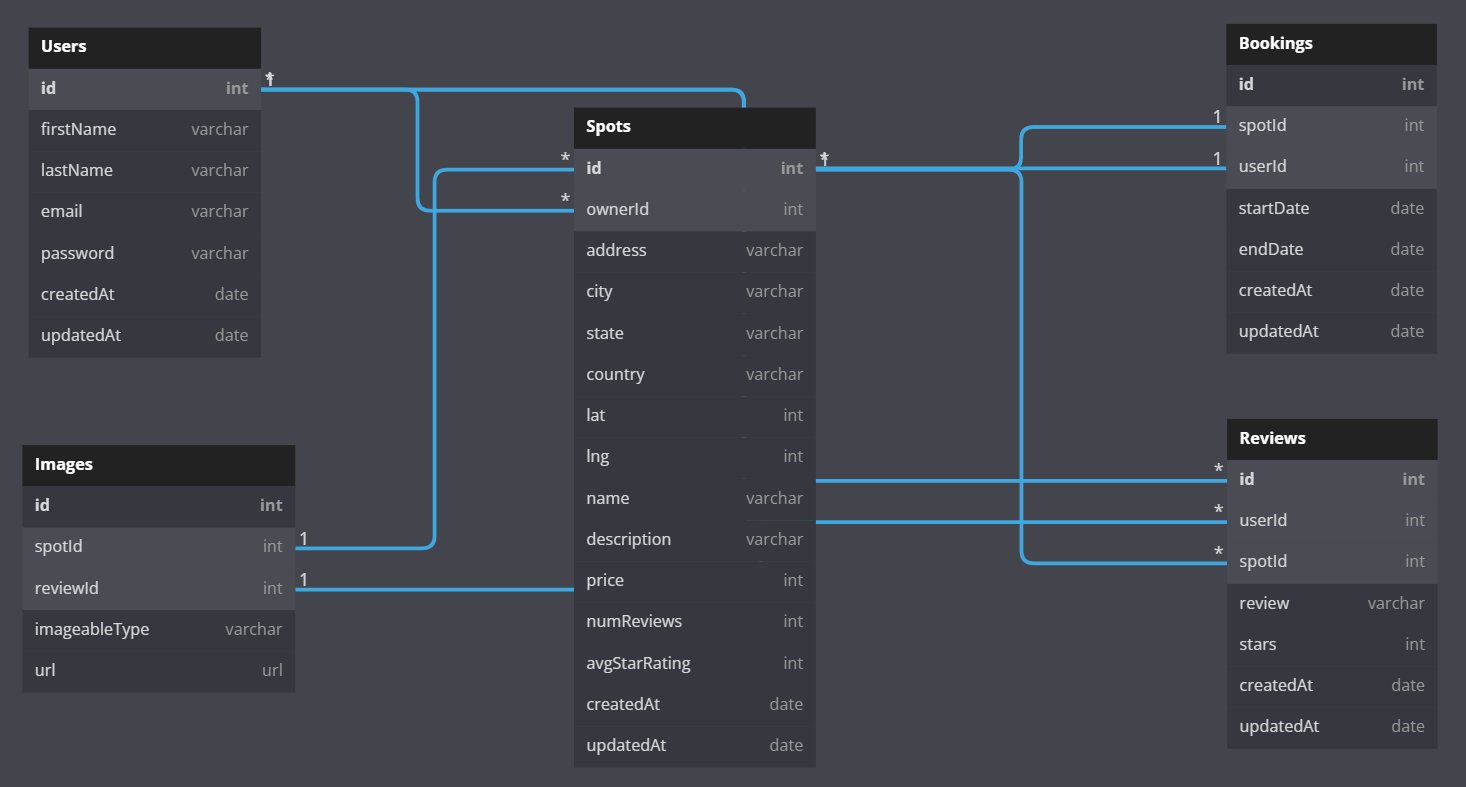 Users
id int
firstName varchar
lastName varchar
email varchar
password varchar
createdAt date
updatedAt date
Images
id int
spotId int 1
reviewId int 1
imageableType varchar
url url
Spots
* id int
* ownerId int
address varchar
city varchar
state varchar
country varchar
lat int
lng int
name varchar
description varchar
price int
numReviews int
avgStarRating int
createdAt date
updatedAt date
Bookings
id int
1 spotId int
1 userId int
startDate date
endDate date
createdAt date
updatedAt date
Reviews
* id int
* userId int
* spotId int
review varchar
stars int
createdAt date
updatedAt date